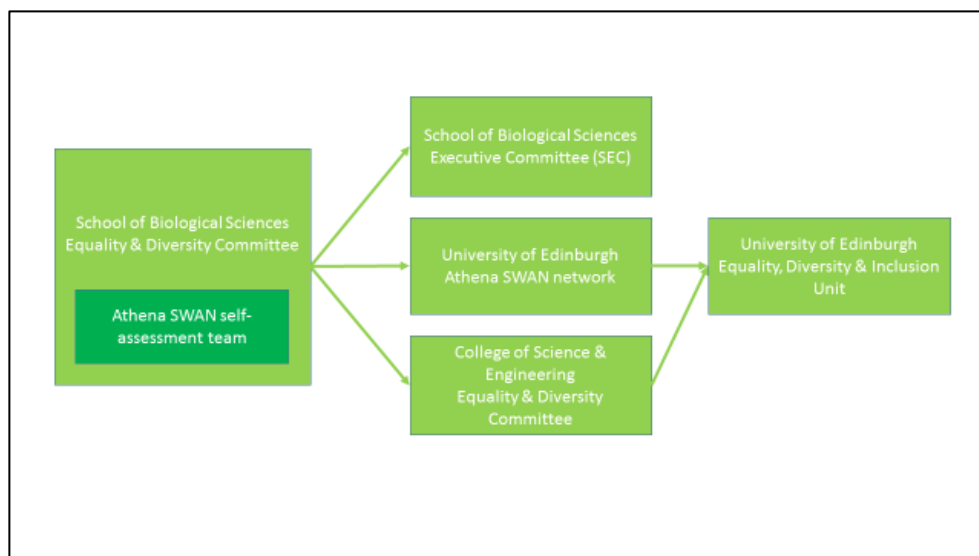 School of Biological Sciences
Equality & Diversity Committee
Athena SWAN self-
assessment team
School of Biological Sciences
Executive Committee (SEC)
University of Edinburgh
Athena SWAN network
College of Science &
Engineering
Equality & Diversity
Committee
University of Edinburgh
Equality, Diversity & Inclusion
Unit